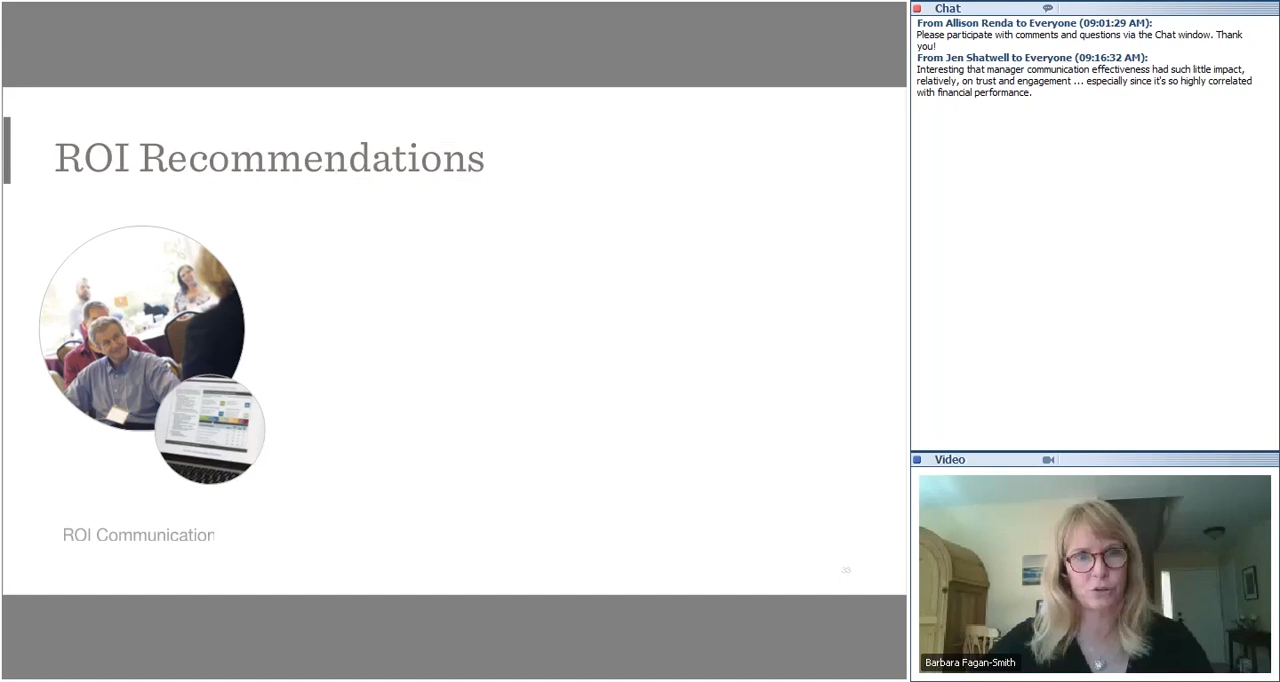 ROI Recommendations
ROI Communication
33
Chat
From Allison Renda to Everyone (09:01:29 AM):
Please participate with comments and questions via the Chat window. Thank
you!
From Jen Shatwell to Everyone (09:16:32 AM):
Interesting that manager communication effectiveness had such little impact,
relatively, on trust and engagement ... especially since it's so highly correlated
with financial performance.
Video
Barbara Fagan-Smith